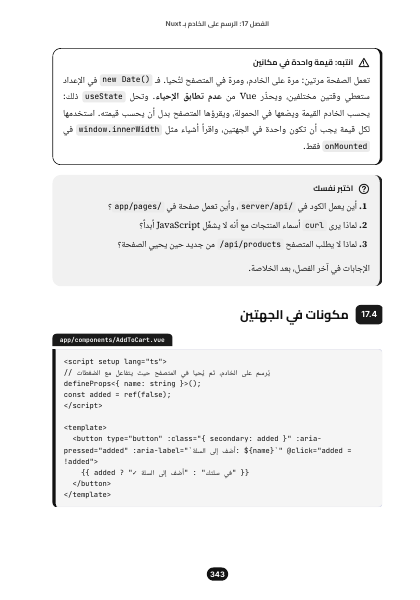 الفصل 17: الرسم على الخادم بـ Nuxt
انتبه: قيمة واحدة في مكانين
تعمل الصفحة مرتين: مرة على الخادم، ومرة في المتصفح لتُحيا. فـ new Date() في الإعداد
ستعطي وقتين مختلفين، ويحذّر Vue من عدم تطابق الإحياء. وتحل useState ذلك:
يحسب الخادم القيمة ويضعها في الحمولة، ويقرؤها المتصفح بدل أن يحسب قيمته. استخدمها
لكل قيمة يجب أن تكون واحدة في الجهتين، واقرأ أشياء مثل window.innerWidth في
onMounted فقط.
اختبر نفسك
1. أين يعمل الكود في server/api/، وأين تعمل صفحة في app/pages/؟
2. لماذا يرى curl أسماء المنتجات مع أنه لا يشغّل JavaScript أبداً؟
3. لماذا لا يطلب المتصفح /api/products من جديد حين يحيي الصفحة؟
الإجابات في آخر الفصل، بعد الخلاصة.
17.4 مكونات في الجهتين
app/components/AddToCart.vue
<script setup lang="ts">
// يُرسم على الخادم، ثم يُحيا في المتصفح حيث يتفاعل مع الضغطات
defineProps<{ name: string }>();
const added = ref(false);
</script>
<template>
<button type="button" :class="{ secondary: added }" :aria-
pressed="added" :aria-label="`أضف إلى السلة: ${name}`" @click="added =
!added">
{{ added ? "في سلتك ✓" : "أضف إلى السلة" }}
</button>
</template>
343